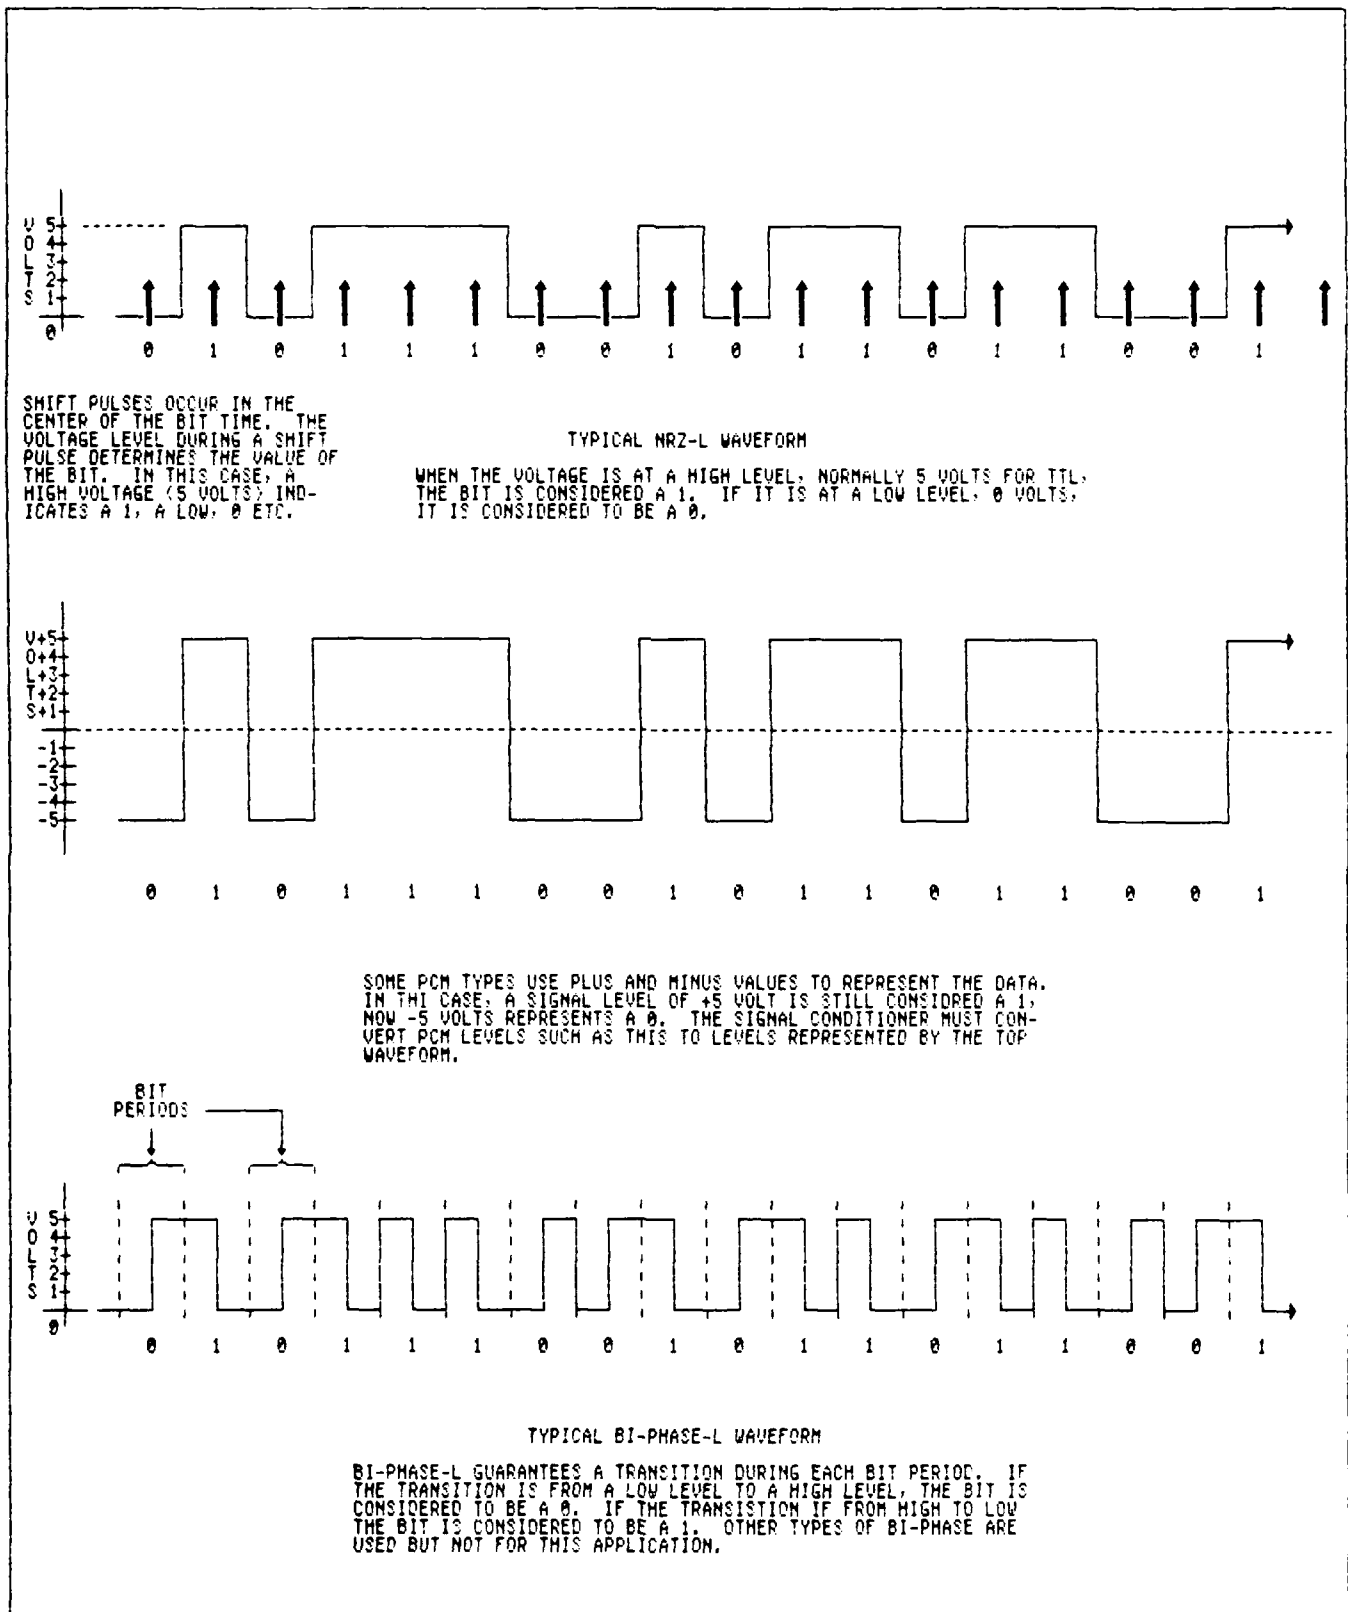 V 5
O 4
L 3
T 2
S 1
0
0 1 0 1 1 1 0 0 1 0 1 1 0 1 1 0 0 1
SHIFT PULSES OCCUR IN THE
CENTER OF THE BIT TIME. THE
VOLTAGE LEVEL DURING A SHIFT
PULSE DETERMINES THE VALUE OF
THE BIT. IN THIS CASE, A
HIGH VOLTAGE (5 VOLTS) IND-
ICATES A 1, A LOW, 0 ETC.
TYPICAL NRZ-L WAVEFORM
WHEN THE VOLTAGE IS AT A HIGH LEVEL, NORMALLY 5 VOLTS FOR TTL,
THE BIT IS CONSIDERED A 1. IF IT IS AT A LOW LEVEL, 0 VOLTS,
IT IS CONSIDERED TO BE A 0.
V+5
O+4
L+3
T+2
S+1
-1
-2
-3
-4
-5
0 1 0 1 1 1 0 0 1 0 1 1 0 1 1 0 0 1
SOME PCM TYPES USE PLUS AND MINUS VALUES TO REPRESENT THE DATA.
IN THI CASE, A SIGNAL LEVEL OF +5 VOLT IS STILL CONSIDRED A 1,
NOW -5 VOLTS REPRESENTS A 0. THE SIGNAL CONDITIONER MUST CON-
VERT PCM LEVELS SUCH AS THIS TO LEVELS REPRESENTED BY THE TOP
WAVEFORM.
BIT
PERIODS
V 5
O 4
L 3
T 2
S 1
0
0 1 0 1 1 1 0 0 1 0 1 1 0 1 1 0 0 1
TYPICAL BI-PHASE-L WAVEFORM
BI-PHASE-L GUARANTEES A TRANSITION DURING EACH BIT PERIOD. IF
THE TRANSITION IS FROM A LOW LEVEL TO A HIGH LEVEL, THE BIT IS
CONSIDERED TO BE A 0. IF THE TRANSISTION IF FROM HIGH TO LOW
THE BIT IS CONSIDERED TO BE A 1. OTHER TYPES OF BI-PHASE ARE
USED BUT NOT FOR THIS APPLICATION.